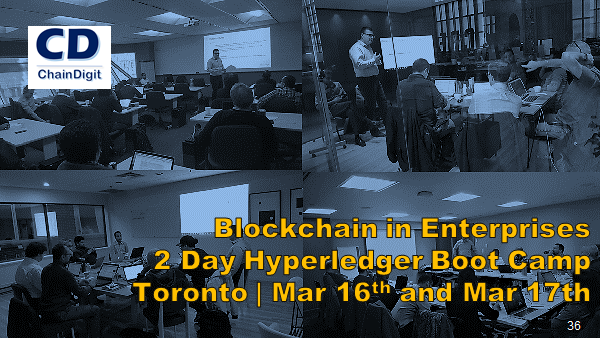 CD
ChainDigit
Blockchain in Enterprises
2 Day Hyperledger Boot Camp
Toronto | Mar 16th and Mar 17th
36